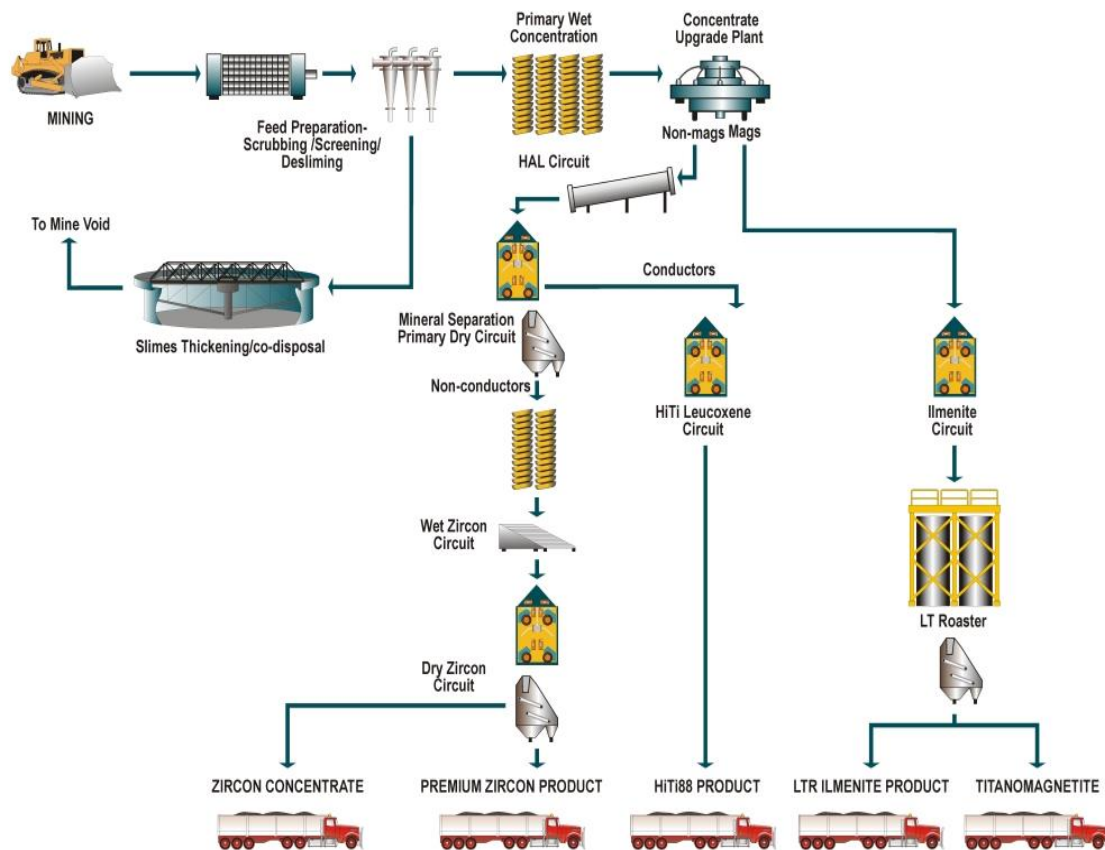 Primary Wet
Concentration
Concentrate
Upgrade Plant
MINING
Feed Preparation-
Scrubbing /Screening/
Desliming
Non-mags Mags
HAL Circuit
To Mine Void
Conductors
Slimes Thickening/co-disposal
Mineral Separation
Primary Dry Circuit
Non-conductors
HiTi Leucoxene
Circuit
Ilmenite
Circuit
Wet Zircon
Circuit
LT Roaster
Dry Zircon
Circuit
ZIRCON CONCENTRATE
PREMIUM ZIRCON PRODUCT
HiTi88 PRODUCT
LTR ILMENITE PRODUCT
TITANOMAGNETITE